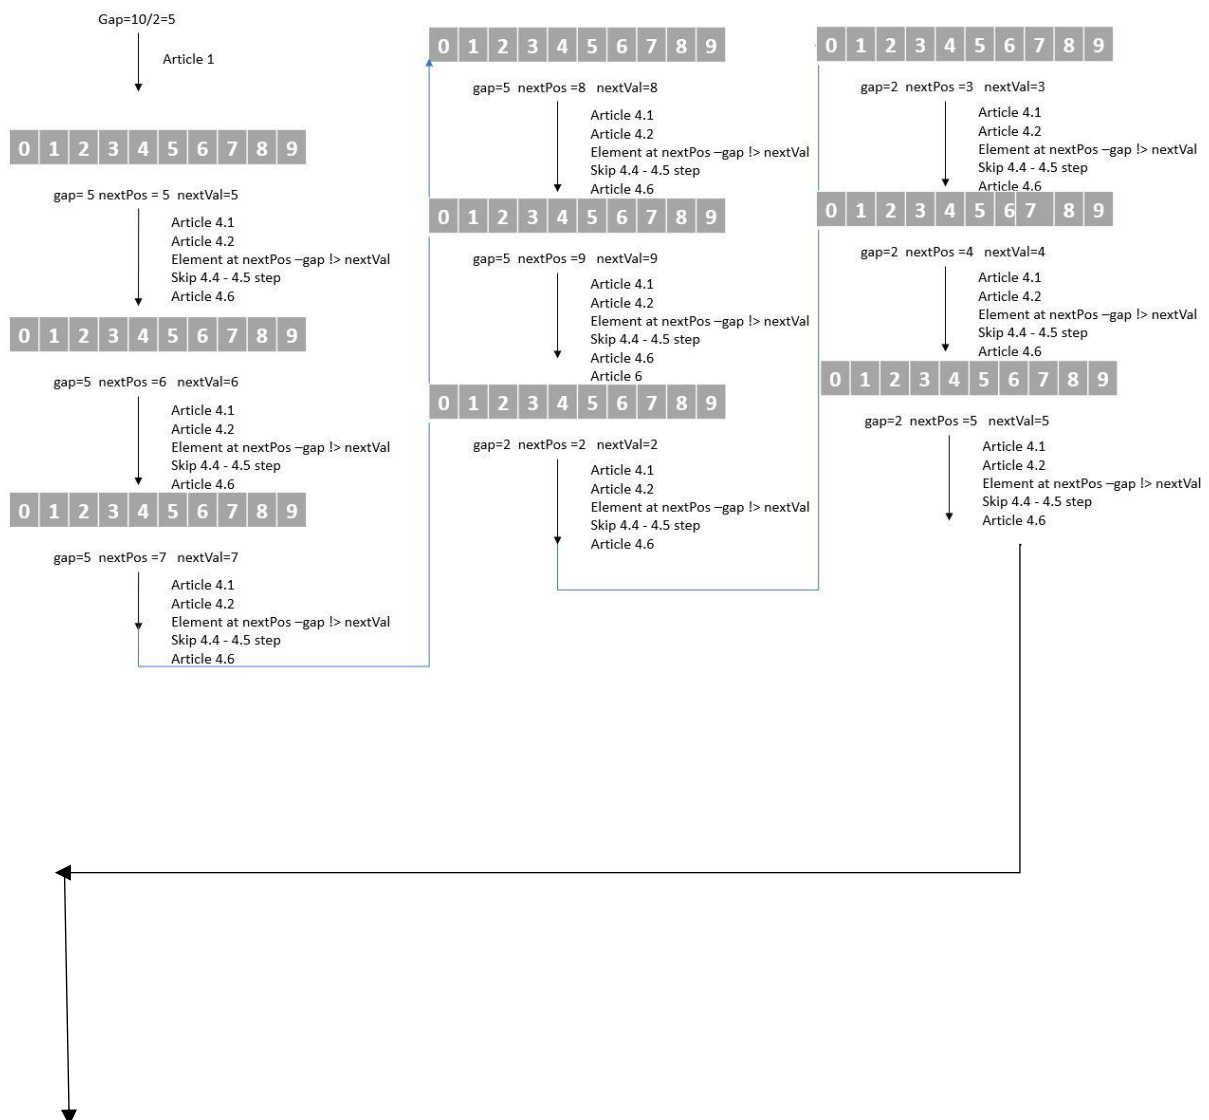 Gap=10/2=5
Article 1
0 1 2 3 4 5 6 7 8 9
gap= 5 nextPos = 5 nextVal=5
Article 4.1
Article 4.2
Element at nextPos –gap !> nextVal
Skip 4.4 - 4.5 step
Article 4.6
0 1 2 3 4 5 6 7 8 9
gap=5 nextPos =6 nextVal=6
Article 4.1
Article 4.2
Element at nextPos –gap !> nextVal
Skip 4.4 - 4.5 step
Article 4.6
0 1 2 3 4 5 6 7 8 9
gap=5 nextPos =7 nextVal=7
Article 4.1
Article 4.2
Element at nextPos –gap !> nextVal
Skip 4.4 - 4.5 step
Article 4.6
0 1 2 3 4 5 6 7 8 9
gap=5 nextPos =8 nextVal=8
Article 4.1
Article 4.2
Element at nextPos –gap !> nextVal
Skip 4.4 - 4.5 step
Article 4.6
0 1 2 3 4 5 6 7 8 9
gap=5 nextPos =9 nextVal=9
Article 4.1
Article 4.2
Element at nextPos –gap !> nextVal
Skip 4.4 - 4.5 step
Article 4.6
Article 6
0 1 2 3 4 5 6 7 8 9
gap=2 nextPos =2 nextVal=2
Article 4.1
Article 4.2
Element at nextPos –gap !> nextVal
Skip 4.4 - 4.5 step
Article 4.6
0 1 2 3 4 5 6 7 8 9
gap=2 nextPos =3 nextVal=3
Article 4.1
Article 4.2
Element at nextPos –gap !> nextVal
Skip 4.4 - 4.5 step
Article 4.6
0 1 2 3 4 5 6 7 8 9
gap=2 nextPos =4 nextVal=4
Article 4.1
Article 4.2
Element at nextPos –gap !> nextVal
Skip 4.4 - 4.5 step
Article 4.6
0 1 2 3 4 5 6 7 8 9
gap=2 nextPos =5 nextVal=5
Article 4.1
Article 4.2
Element at nextPos –gap !> nextVal
Skip 4.4 - 4.5 step
Article 4.6